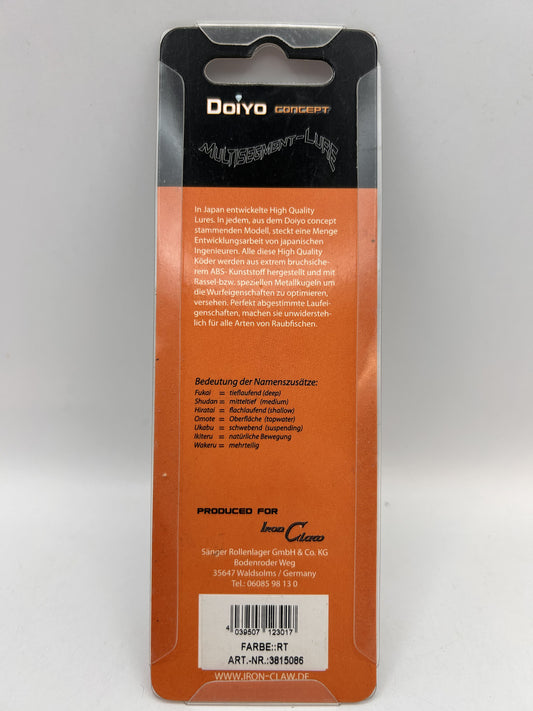 DOIYO CONCEPT
MULTISEGMENT-LURE
In Japan entwickelte High Quality
Lures. In jedem, aus dem Doiyo concept
stammenden Modell, steckt eine Menge
Entwicklungsarbeit von japanischen
Ingenieuren. Alle diese High Quality
Köder werden aus extrem bruchsiche-
rem ABS- Kunststoff hergestellt und mit
Rassel-bzw. speziellen Metallkugeln um
die Wurfeigenschaften zu optimieren,
versehen. Perfekt abgestimmte Laufei-
genschaften, machen sie unwidersteh-
lich für alle Arten von Raubfischen.
Bedeutung der Namenszusätze:
Fukai = tieflaufend (deep)
Shudan = mitteltief (medium)
Hiratai = flachlaufend (shallow)
Omote = Oberfläche (topwater)
Ukabu = schwebend (suspending)
Ikiteru = natürliche Bewegung
Wakeru = mehrteilig
PRODUCED FOR
Iron Claw
Sänger Rollenlager GmbH & Co. KG
Bodenroder Weg
35647 Waldsolms / Germany
Tel.: 06085 98 13 0
4 039507 123017
FARBE::RT
ART.-NR.:3815086
WWW.IRON-CLAW.DE